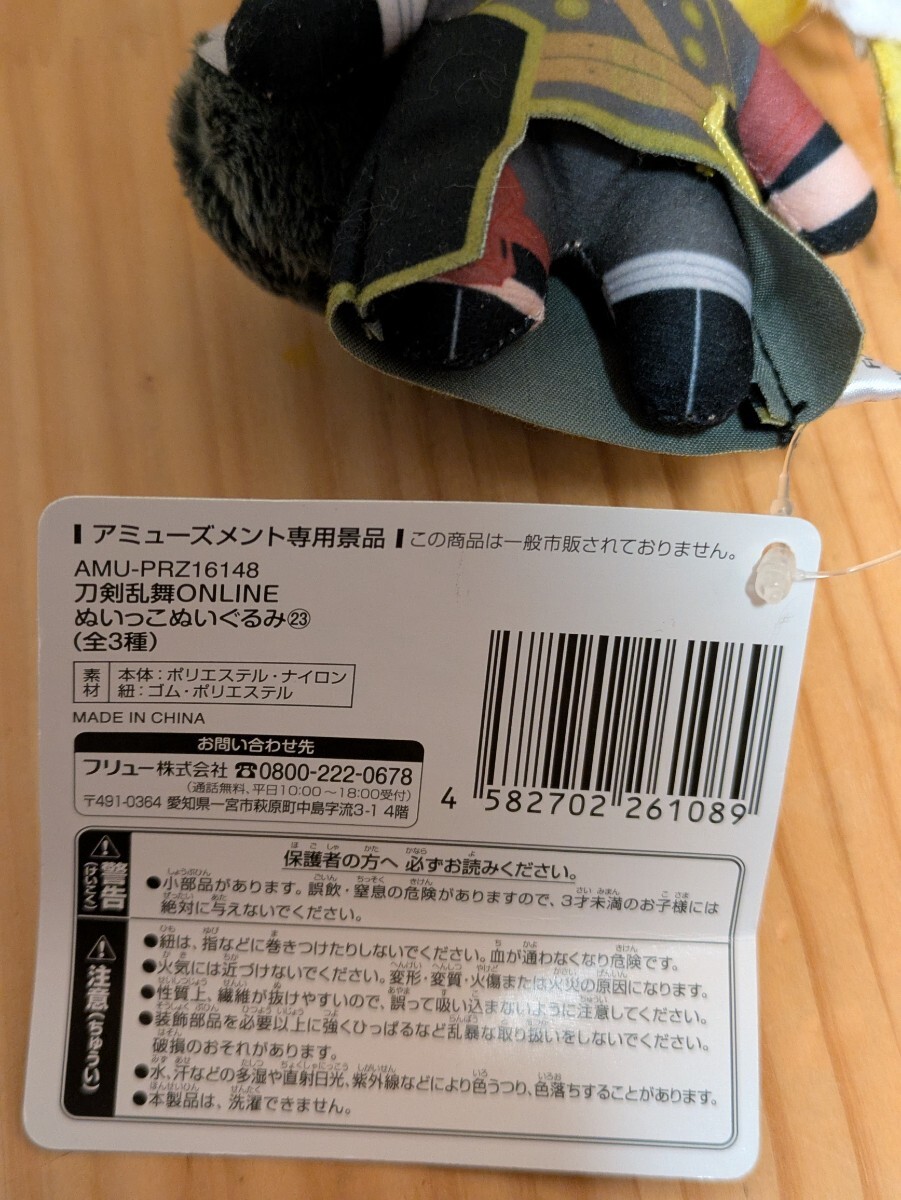 アミューズメント専用景品 この商品は一般市販されておりません。
AMU-PRZ16148
刀剣乱舞ONLINE
ぬいっこぬいぐるみ㉓
(全3種)
素材 本体：ポリエステル・ナイロン
紐：ゴム・ポリエステル
MADE IN CHINA
お問い合わせ先
フリュー株式会社 ☎0800-222-0678
(通話無料、平日10:00～18:00受付)
〒491-0364 愛知県一宮市萩原町中島字流3-1 4階
4 582702 261089
⚠警告(けいこく)
保護者の方へ 必ずお読みください。
●小部品があります。誤飲・窒息の危険がありますので、3才未満のお子様には
絶対に与えないでください。
⚠注意(ちゅうい)
●紐は、指などに巻きつけたりしないでください。血が通わなくなり危険です。
●火気には近づけないでください。変形・変質・火傷または火災の原因になります。
●性質上、繊維が抜けやすいので、誤って吸い込まないように注意してください。
●装飾部品を必要以上に強くひっぱるなど乱暴な取り扱いをしないでください。
破損のおそれがあります。
●水、汗などの多湿や直射日光、紫外線などにより色うつり、色落ちすることがあります。
●本製品は、洗濯できません。